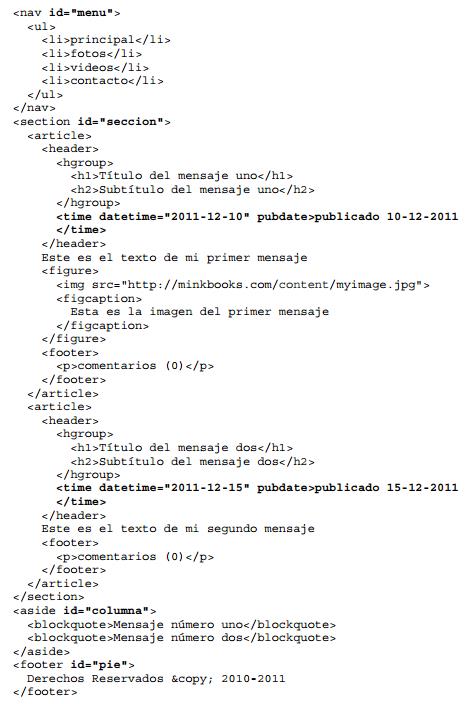 <nav id="menu">
<ul>
<li>principal</li>
<li>fotos</li>
<li>videos</li>
<li>contacto</li>
</ul>
</nav>
<section id="seccion">
<article>
<header>
<hgroup>
<h1>Título del mensaje uno</h1>
<h2>Subtítulo del mensaje uno</h2>
</hgroup>
<time datetime="2011-12-10" pubdate>publicado 10-12-2011
</time>
</header>
Este es el texto de mi primer mensaje
<figure>
<img src="http://minkbooks.com/content/myimage.jpg">
<figcaption>
Esta es la imagen del primer mensaje
</figcaption>
</figure>
<footer>
<p>comentarios (0)</p>
</footer>
</article>
<article>
<header>
<hgroup>
<h1>Título del mensaje dos</h1>
<h2>Subtítulo del mensaje dos</h2>
</hgroup>
<time datetime="2011-12-15" pubdate>publicado 15-12-2011
</time>
</header>
Este es el texto de mi segundo mensaje
<footer>
<p>comentarios (0)</p>
</footer>
</article>
</section>
<aside id="columna">
<blockquote>Mensaje número uno</blockquote>
<blockquote>Mensaje número dos</blockquote>
</aside>
<footer id="pie">
Derechos Reservados &copy; 2010-2011
</footer>